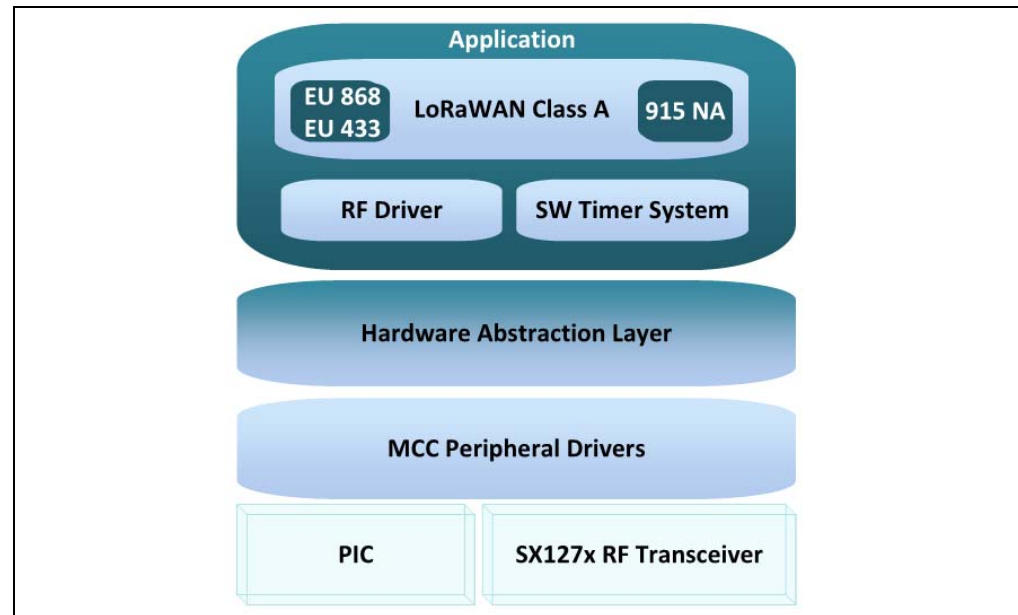 Application
EU 868
EU 433
LoRaWAN Class A
915 NA
RF Driver
SW Timer System
Hardware Abstraction Layer
MCC Peripheral Drivers
PIC
SX127x RF Transceiver